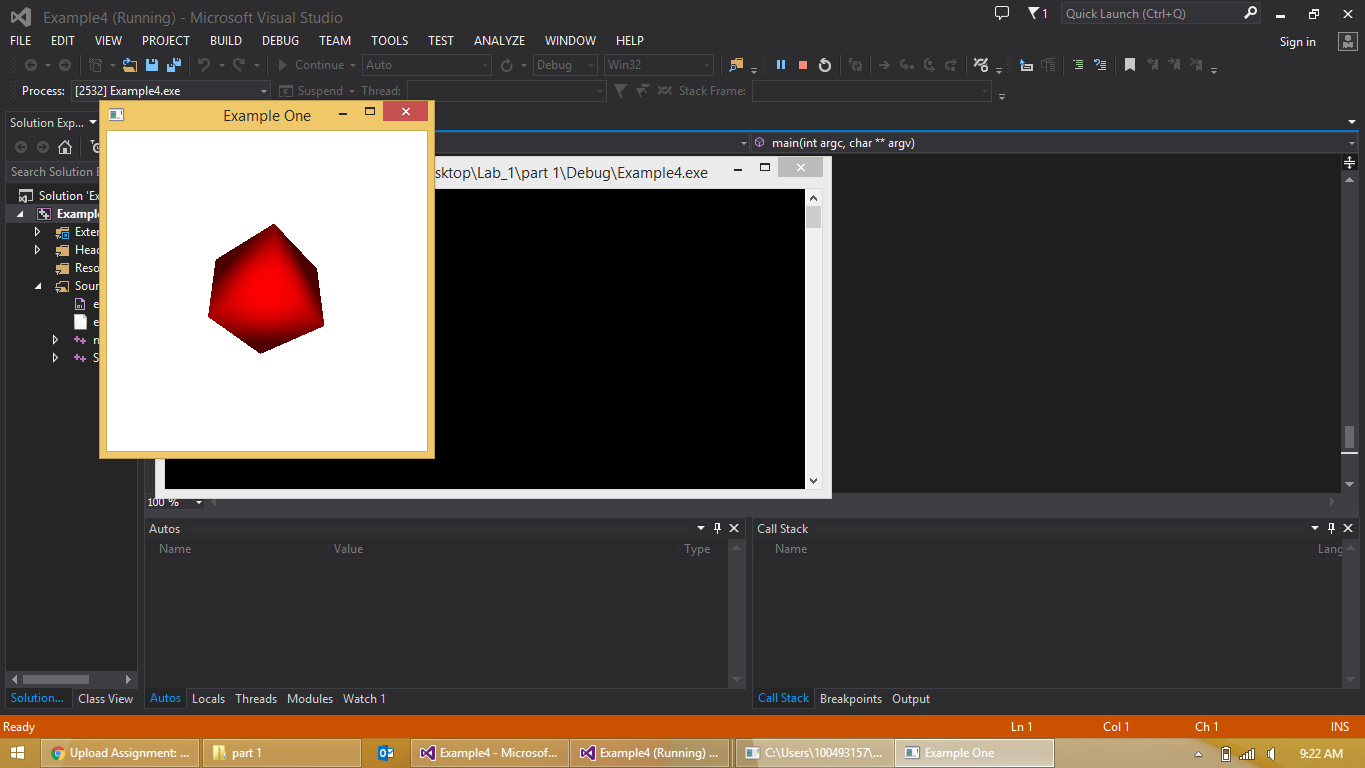 Example4 (Running) - Microsoft Visual Studio
1
Quick Launch (Ctrl+Q)
FILE EDIT VIEW PROJECT BUILD DEBUG TEAM TOOLS TEST ANALYZE WINDOW HELP
Sign in
Continue Auto Debug Win32
Process: [2532] Example4.exe Suspend Thread: Stack Frame:
Example One
Solution Exp...
main(int argc, char ** argv)
Search Solution E
sktop\Lab_1\part 1\Debug\Example4.exe
Solution 'Ex
Example
Exter
Head
Reso
Sour
e
e
n
S
100 %
Autos
Name Value Type
Call Stack
Name Lang
Solution... Class View
Autos Locals Threads Modules Watch 1
Call Stack Breakpoints Output
Ready Ln 1 Col 1 Ch 1 INS
Upload Assignment: ... part 1 Example4 - Microsof... Example4 (Running) ... C:\Users\100493157\... Example One 9:22 AM